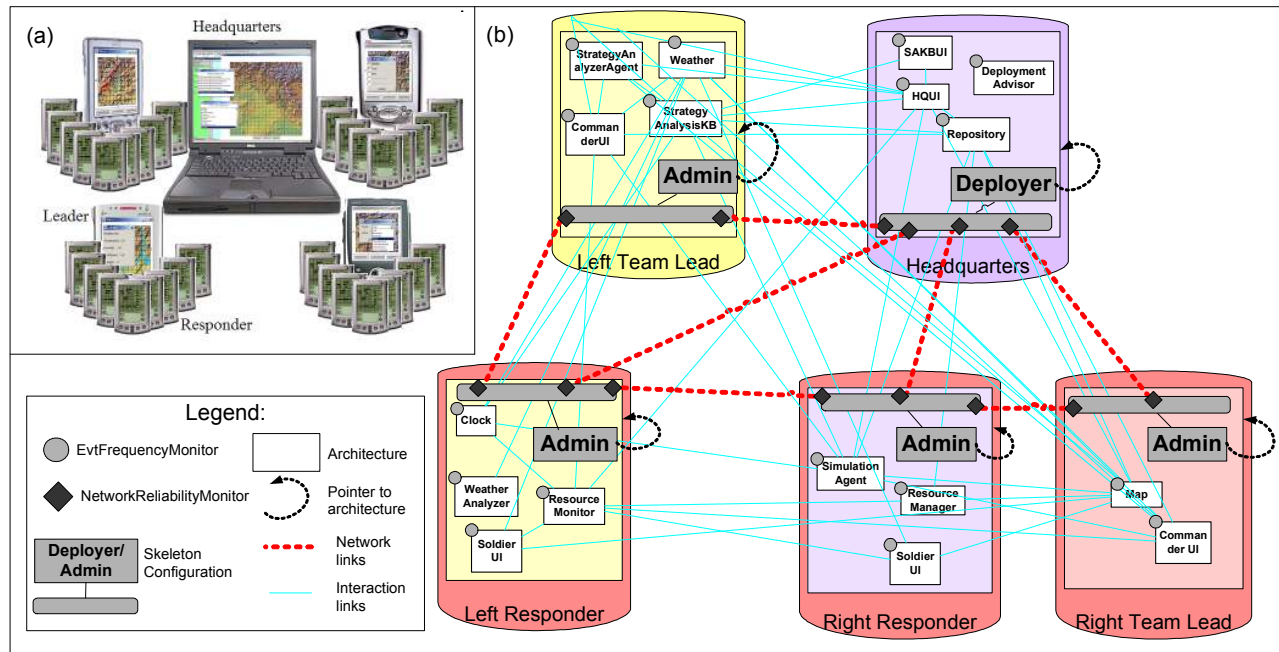 (a)
Headquarters
Leader
Responder
Legend:
EvtFrequencyMonitor
Architecture
NetworkReliabilityMonitor
Pointer to
architecture
Deployer/
Admin
Skeleton
Configuration
Network
links
Interaction
links
(b)
StrategyAn
alyzerAgent
Weather
Comman
derUI
Strategy
AnalysisKB
Admin
Left Team Lead
SAKBUI
HQUI
Deployment
Advisor
Repository
Deployer
Headquarters
Clock
Admin
Weather
Analyzer
Resource
Monitor
Soldier
UI
Left Responder
Admin
Simulation
Agent
Resource
Manager
Soldier
UI
Right Responder
Admin
Map
Comman
der UI
Right Team Lead